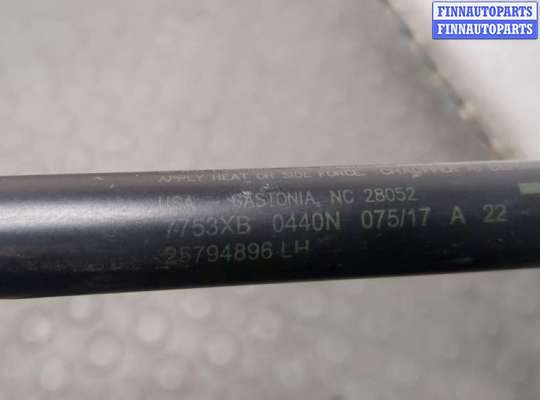 FINNAUTOPARTS
FINNAUTOPARTS
APPLY HEAT OR SIDE FORCE.
USA GASTONIA, NC 28052
7753XB 0440N 075/17 A 22
25794896 LH